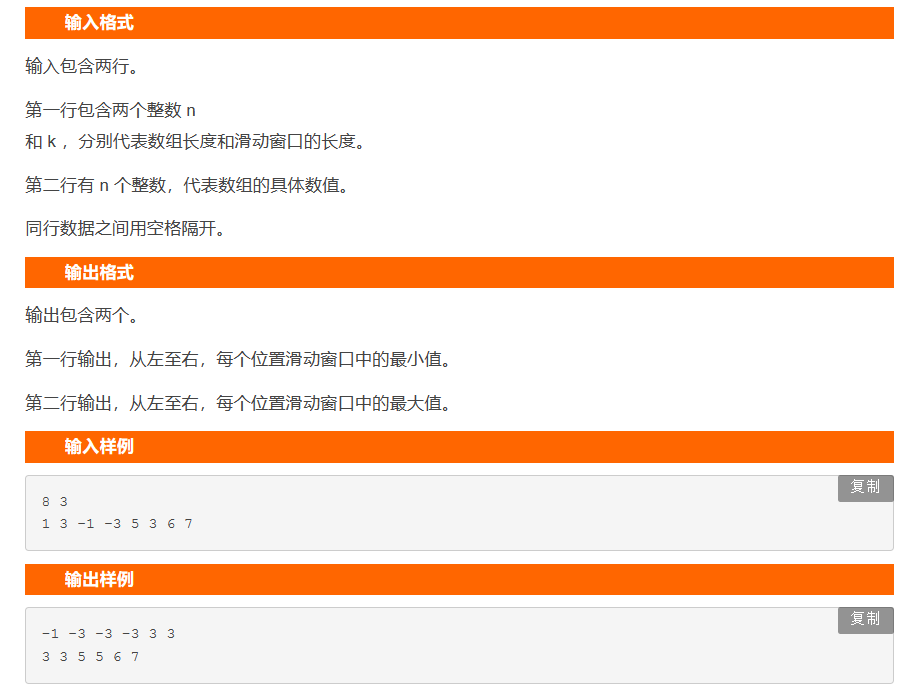 输入格式
输入包含两行。
第一行包含两个整数 n
和 k ，分别代表数组长度和滑动窗口的长度。
第二行有 n 个整数，代表数组的具体数值。
同行数据之间用空格隔开。
输出格式
输出包含两个。
第一行输出，从左至右，每个位置滑动窗口中的最小值。
第二行输出，从左至右，每个位置滑动窗口中的最大值。
输入样例
复制
8 3
1 3 -1 -3 5 3 6 7
输出样例
复制
-1 -3 -3 -3 3 3
3 3 5 5 6 7